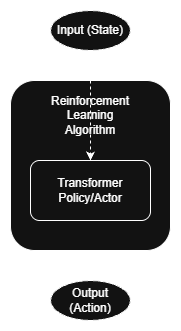 Input (State)
Reinforcement
Learning
Algorithm
Transformer
Policy/Actor
Output
(Action)